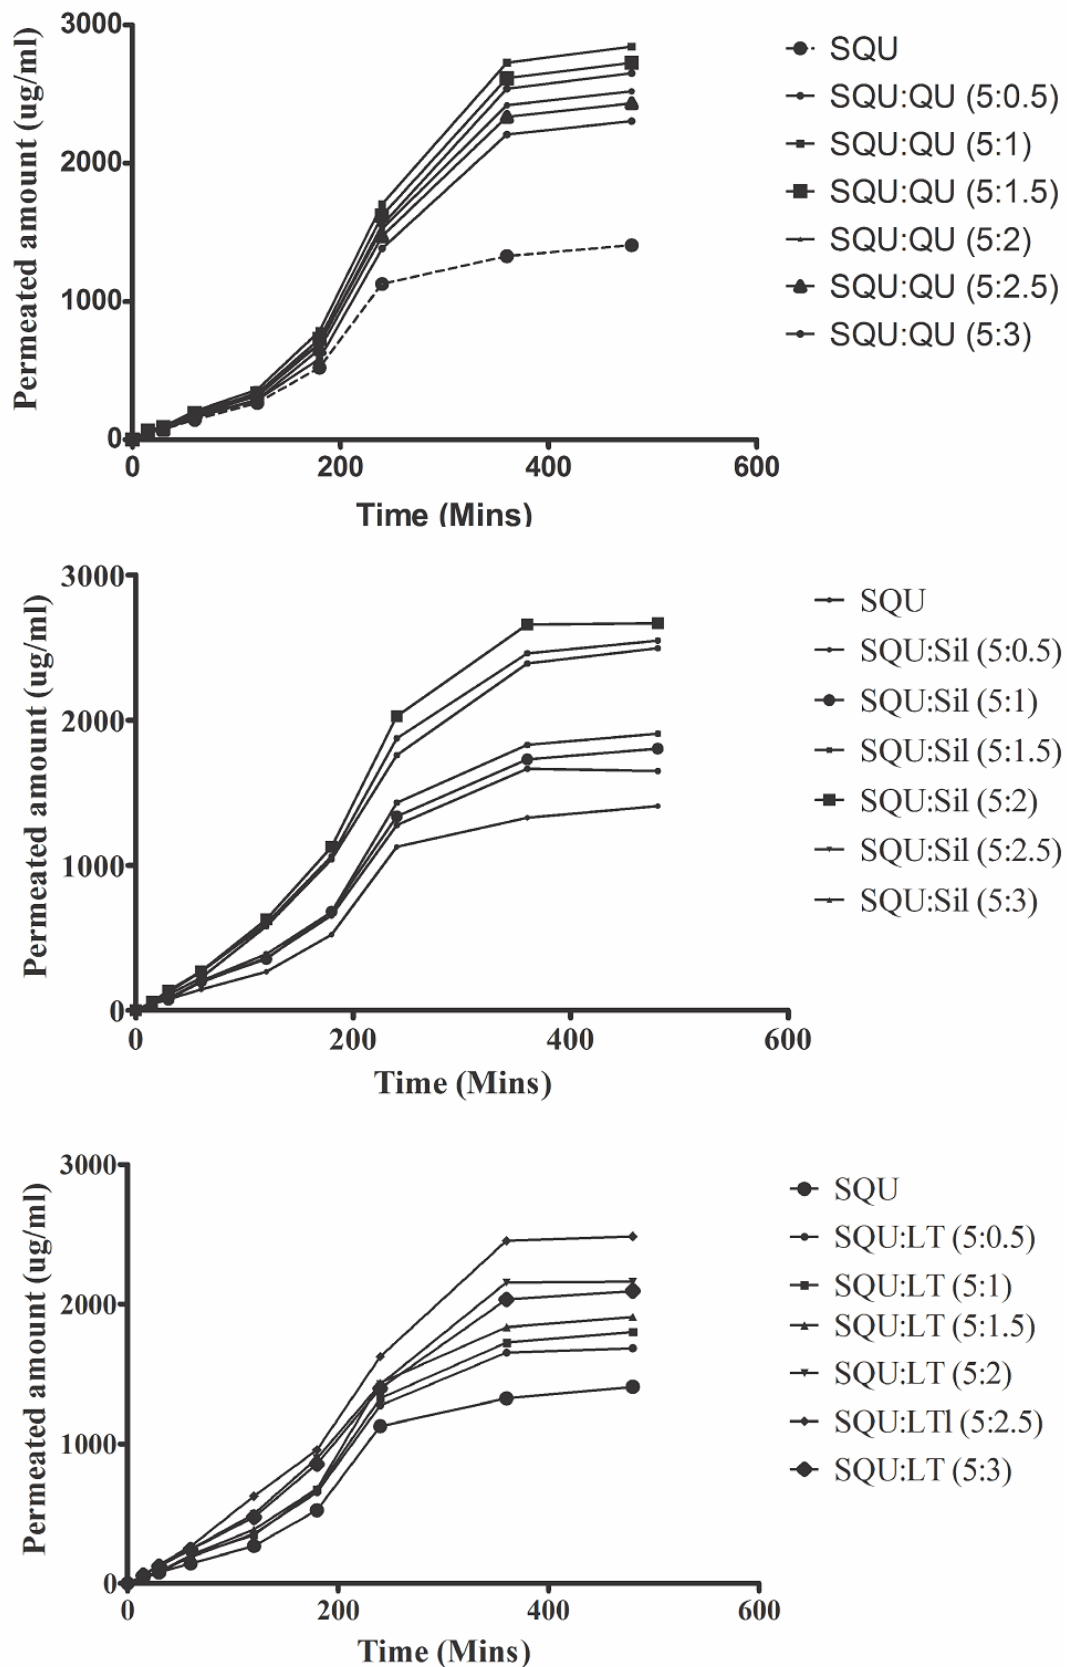 Permeated amount (ug/ml)
3000
2000
1000
0
0 200 400 600
Time (Mins)
SQU
SQU:QU (5:0.5)
SQU:QU (5:1)
SQU:QU (5:1.5)
SQU:QU (5:2)
SQU:QU (5:2.5)
SQU:QU (5:3)
Permeated amount (ug/ml)
3000
2000
1000
0
0 200 400 600
Time (Mins)
SQU
SQU:Sil (5:0.5)
SQU:Sil (5:1)
SQU:Sil (5:1.5)
SQU:Sil (5:2)
SQU:Sil (5:2.5)
SQU:Sil (5:3)
Permeated amount (ug/ml)
3000
2000
1000
0
0 200 400 600
Time (Mins)
SQU
SQU:LT (5:0.5)
SQU:LT (5:1)
SQU:LT (5:1.5)
SQU:LT (5:2)
SQU:LTl (5:2.5)
SQU:LT (5:3)